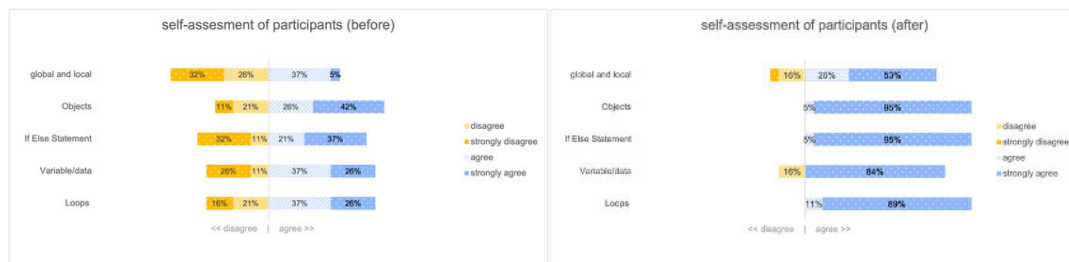 self-assesment of participants (before)
global and local 32% 26% 37% 5%
Objects 11% 21% 26% 42%
If Else Statement 32% 11% 21% 37%
Variable/data 26% 11% 37% 26%
Loops 16% 21% 37% 26%
<< disagree | agree >>
disagree
strongly disagree
agree
strongly agree
self-assessment of participants (after)
global and local 16% 26% 53%
Objects 5% 95%
If Else Statement 5% 95%
Variable/data 16% 84%
Loops 11% 89%
<< disagree | agree >>
disagree
strongly disagree
agree
strongly agree